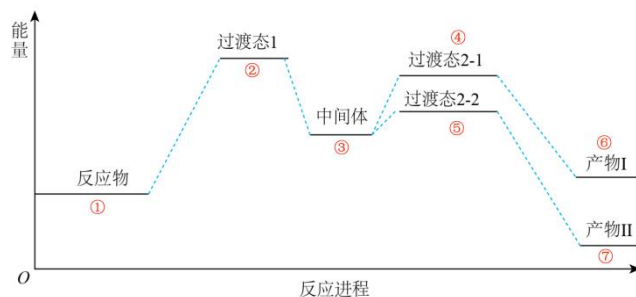 能量
过渡态1
②
④
过渡态2-1
中间体
③
过渡态2-2
⑤
反应物
①
⑥
产物I
产物II
⑦
O
反应进程